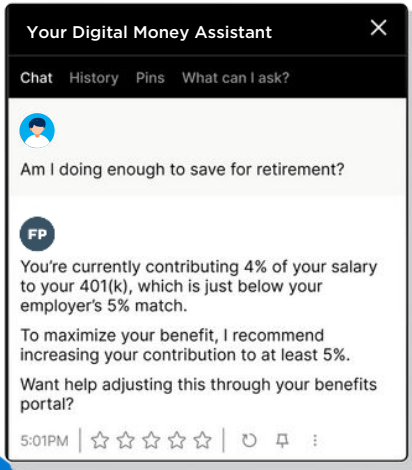 Your Digital Money Assistant
Chat History Pins What can I ask?
Am I doing enough to save for retirement?
FP
You’re currently contributing 4% of your salary
to your 401(k), which is just below your
employer’s 5% match.
To maximize your benefit, I recommend
increasing your contribution to at least 5%.
Want help adjusting this through your benefits
portal?
5:01PM